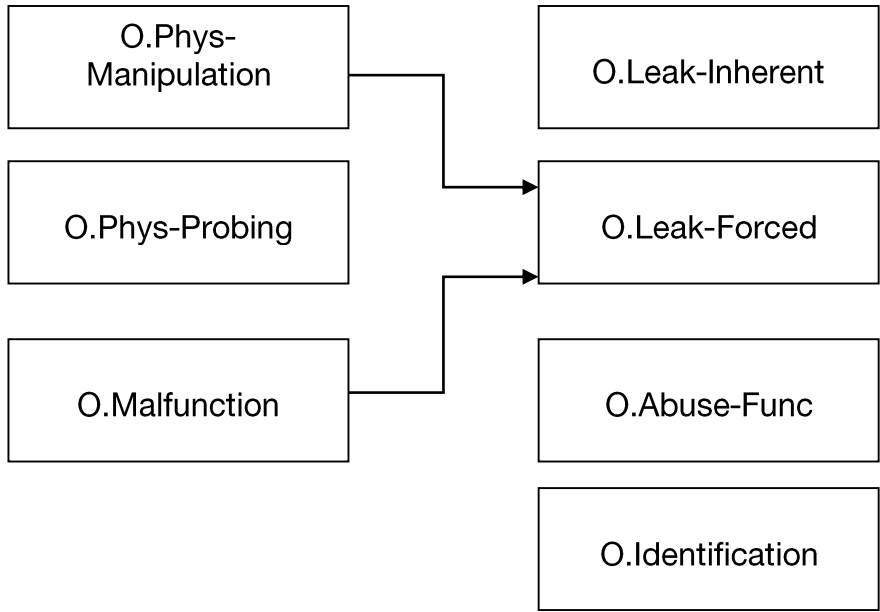 O.Phys-
Manipulation
O.Leak-Inherent
O.Phys-Probing
O.Leak-Forced
O.Malfunction
O.Abuse-Func
O.Identification